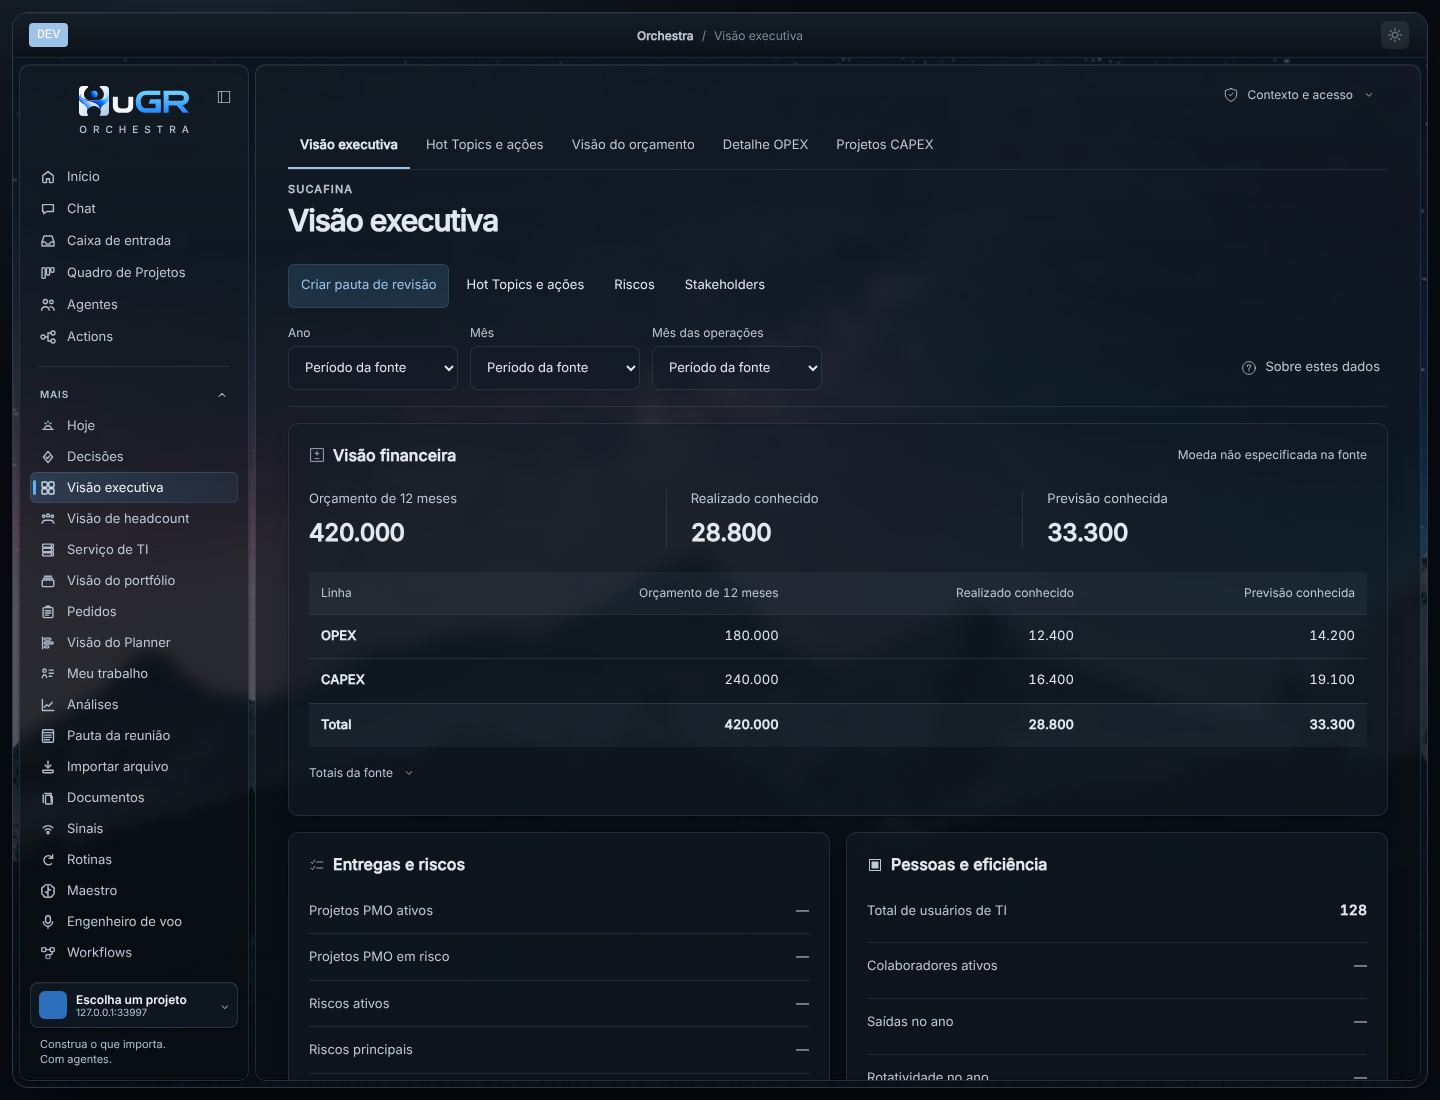 DEV
Orchestra / Visão executiva
HuGR
ORCHESTRA
Início
Chat
Caixa de entrada
Quadro de Projetos
Agentes
Actions
MAIS
Hoje
Decisões
Visão executiva
Visão de headcount
Serviço de TI
Visão do portfólio
Pedidos
Visão do Planner
Meu trabalho
Análises
Pauta da reunião
Importar arquivo
Documentos
Sinais
Rotinas
Maestro
Engenheiro de voo
Workflows
Escolha um projeto
127.0.0.1:33997
Construa o que importa.
Com agentes.
Contexto e acesso
Visão executiva Hot Topics e ações Visão do orçamento Detalhe OPEX Projetos CAPEX
SUCAFINA
Visão executiva
Criar pauta de revisão Hot Topics e ações Riscos Stakeholders
Ano Mês Mês das operações
Período da fonte Período da fonte Período da fonte Sobre estes dados
Visão financeira Moeda não especificada na fonte
Orçamento de 12 meses Realizado conhecido Previsão conhecida
420.000 28.800 33.300
Linha Orçamento de 12 meses Realizado conhecido Previsão conhecida
OPEX 180.000 12.400 14.200
CAPEX 240.000 16.400 19.100
Total 420.000 28.800 33.300
Totais da fonte
Entregas e riscos
Projetos PMO ativos —
Projetos PMO em risco —
Riscos ativos —
Riscos principais —
Pessoas e eficiência
Total de usuários de TI 128
Colaboradores ativos —
Saídas no ano —
Rotatividade no ano —